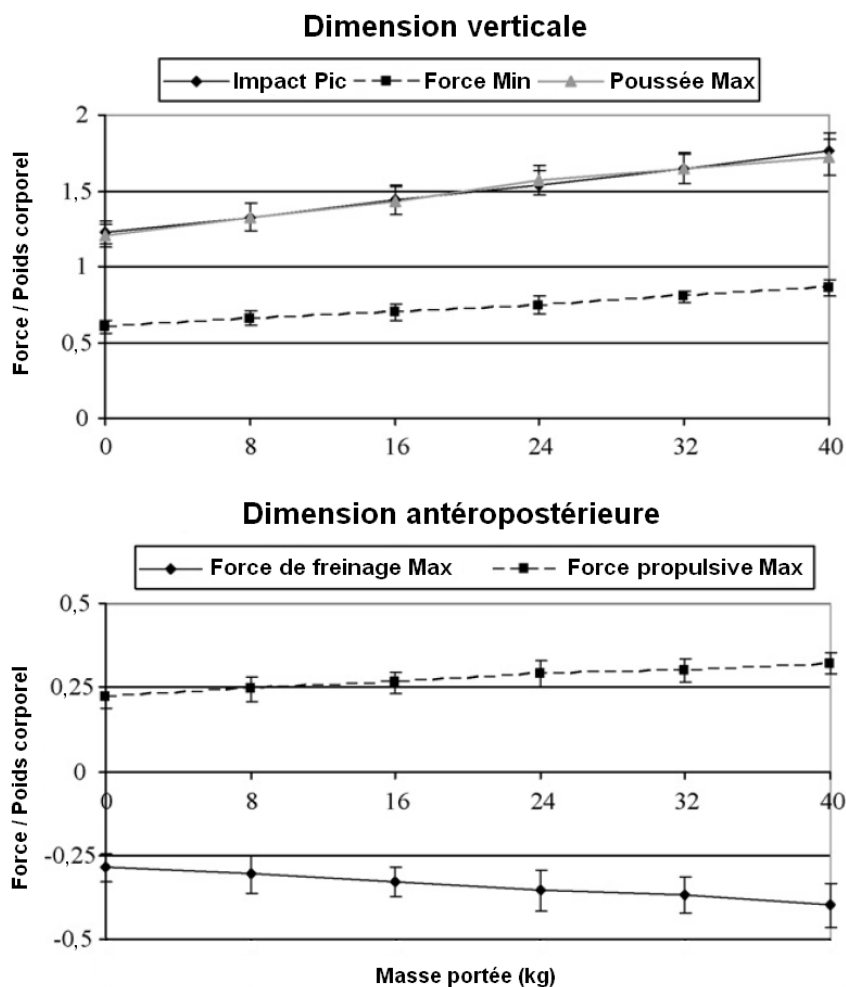 Dimension verticale
Impact Pic Force Min Poussée Max
Force / Poids corporel
2
1,5
1
0,5
0
0 8 16 24 32 40
Dimension antéropostérieure
Force de freinage Max Force propulsive Max
Force / Poids corporel
0,5
0,25
0
0 8 16 24 32 40
-0,25
-0,5
Masse portée (kg)